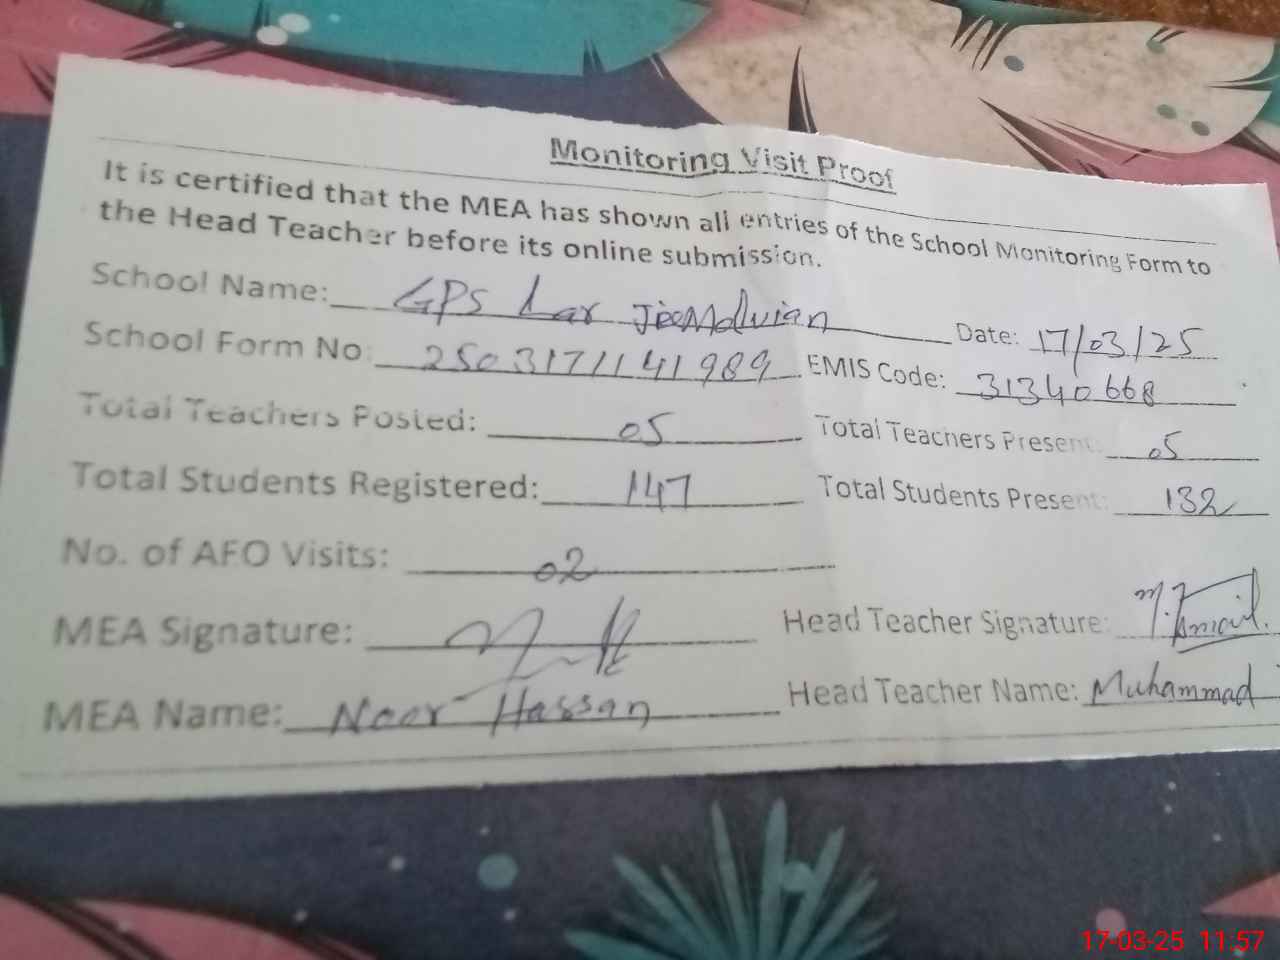 Monitoring Visit Proof
It is certified that the MEA has shown all entries of the School Monitoring Form to
the Head Teacher before its online submission.
School Name: GPS Lar Date: 17/03/25
School Form No: 2503171141989 EMIS Code: 31340668
Total Teachers Posted: 05 Total Teachers Present: 05
Total Students Registered: 147 Total Students Present: 132
No. of AFO Visits: 02
MEA Signature: Head Teacher Signature: M. Ismail.
MEA Name: Noor Hassan Head Teacher Name: Muhammad
17-03-25 11:57